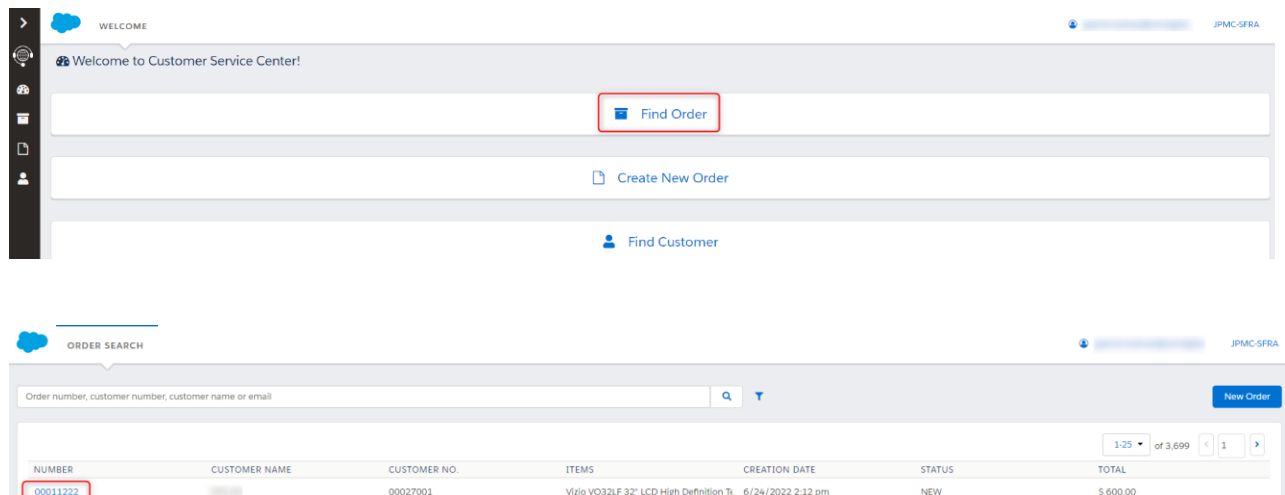 WELCOME
JPMC-SFRA
Welcome to Customer Service Center!
Find Order
Create New Order
Find Customer
ORDER SEARCH
JPMC-SFRA
Order number, customer number, customer name or email
New Order
1-25 of 3,699 < 1 >
NUMBER CUSTOMER NAME CUSTOMER NO. ITEMS CREATION DATE STATUS TOTAL
00011222 00027001 Vizio VO32LF 32" LCD High Definition Te 6/24/2022 2:12 pm NEW $ 600.00